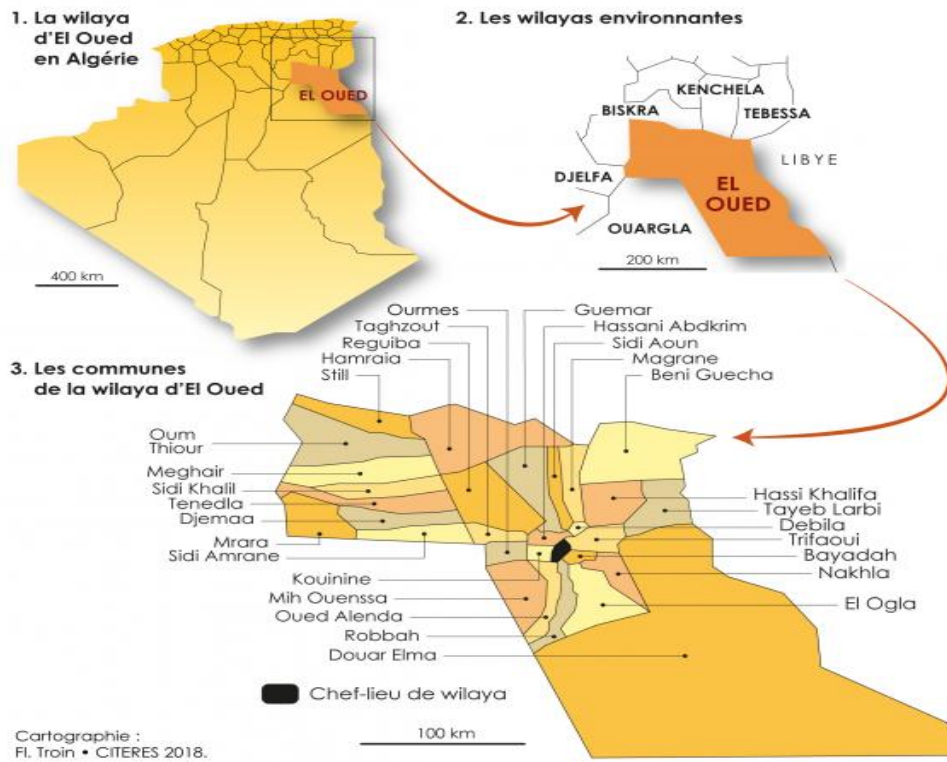 1. La wilaya
d'El Oued
en Algérie
EL OUED
400 km
2. Les wilayas environnantes
KENCHELA
BISKRA
TEBESSA
LIBYE
DJELFA
EL
OUED
OUARGLA
200 km
3. Les communes
de la wilaya d'El Oued
Ourmes
Taghzout
Reguiba
Hamraia
Still
Guemar
Hassani Abdkrim
Sidi Aoun
Magrane
Beni Guecha
Oum
Thiour
Meghair
Sidi Khalil
Tenedla
Djemaa
Mrara
Sidi Amrane
Hassi Khalifa
Tayeb Larbi
Debila
Trifaoui
Bayadah
Nakhla
El Ogla
Kouinine
Mih Ouenssa
Oued Alenda
Robbah
Douar Elma
Chef-lieu de wilaya
100 km
Cartographie :
Fl. Troin • CITERES 2018.